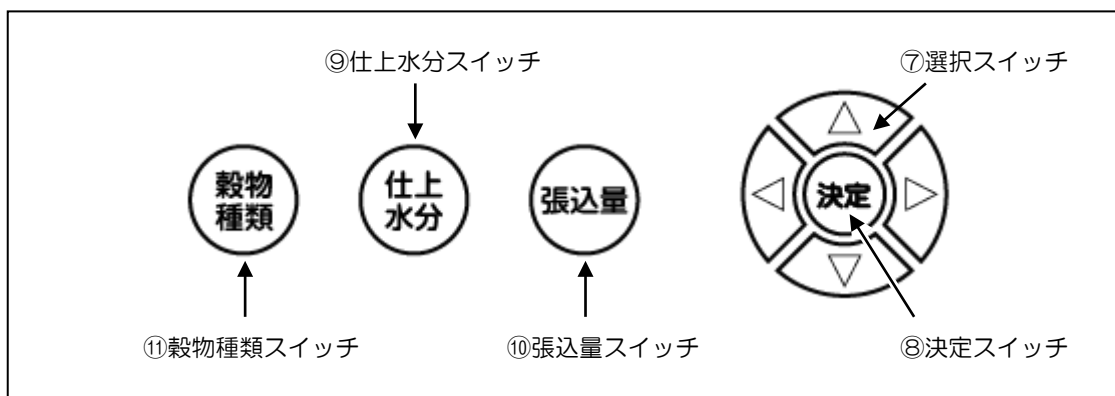 ⑨仕上水分スイッチ
⑦選択スイッチ
穀物
種類
仕上
水分
張込量
決定
⑪穀物種類スイッチ
⑩張込量スイッチ
⑧決定スイッチ